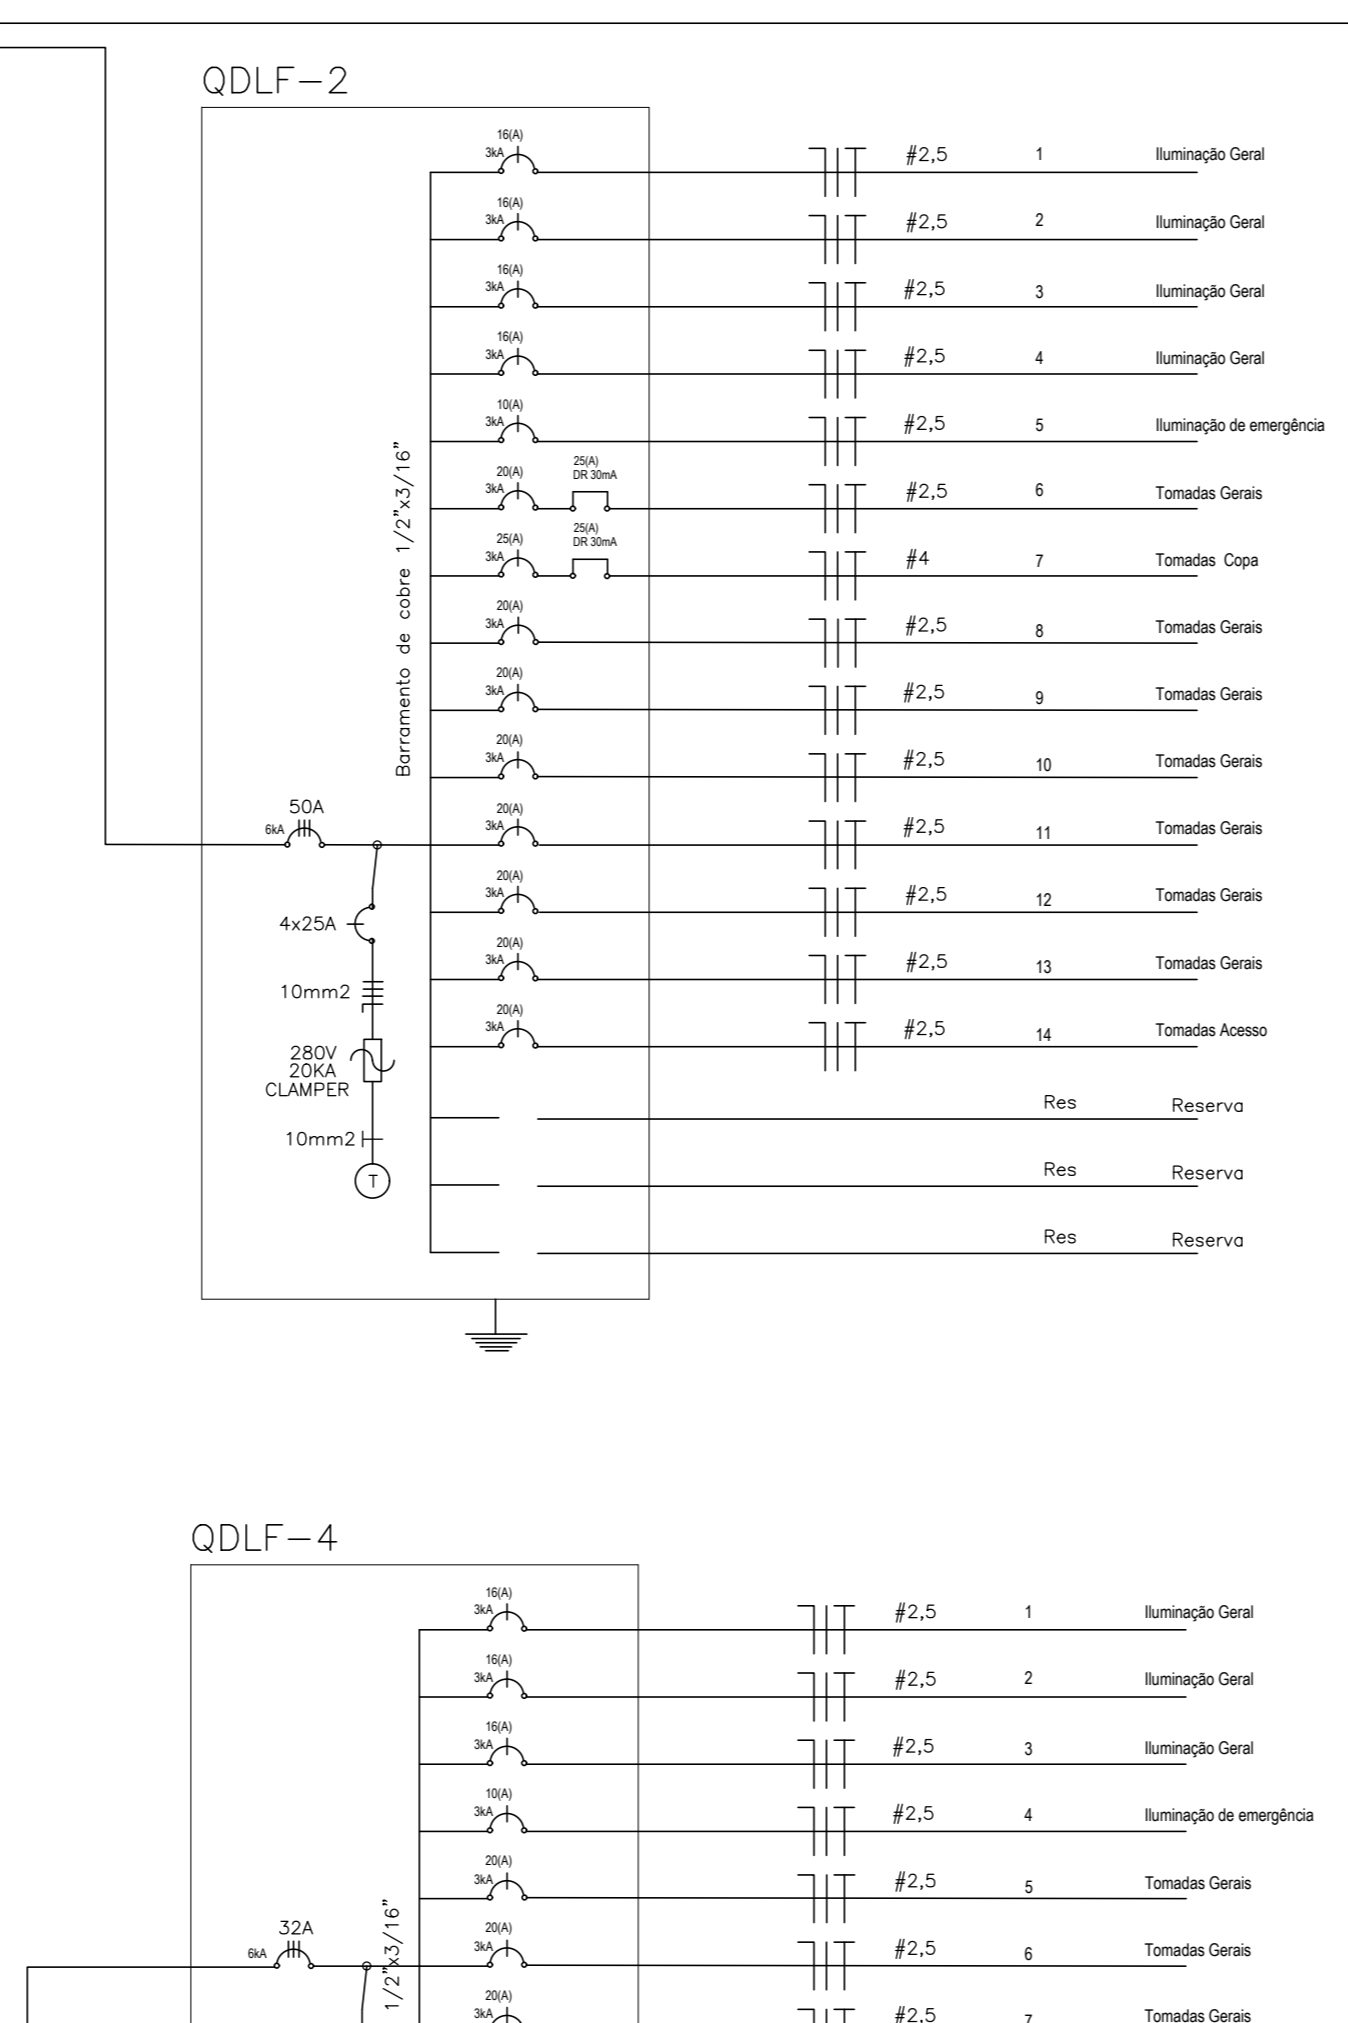 QDLF-2
16(A)
3kA
#2,5 1 Iluminação Geral
16(A)
3kA
#2,5 2 Iluminação Geral
16(A)
3kA
#2,5 3 Iluminação Geral
16(A)
3kA
#2,5 4 Iluminação Geral
10(A)
3kA
#2,5 5 Iluminação de emergência
20(A)
3kA
25(A)
DR 30mA
#2,5 6 Tomadas Gerais
25(A)
3kA
25(A)
DR 30mA
#4 7 Tomadas Copa
20(A)
3kA
#2,5 8 Tomadas Gerais
20(A)
3kA
#2,5 9 Tomadas Gerais
20(A)
3kA
#2,5 10 Tomadas Gerais
20(A)
3kA
#2,5 11 Tomadas Gerais
20(A)
3kA
#2,5 12 Tomadas Gerais
20(A)
3kA
#2,5 13 Tomadas Gerais
20(A)
3kA
#2,5 14 Tomadas Acesso
Res Reserva
Res Reserva
Res Reserva
Barramento de cobre 1/2"x3/16"
50A
6kA
4x25A
10mm2
280V
20KA
CLAMPER
10mm2
T
QDLF-4
16(A)
3kA
#2,5 1 Iluminação Geral
16(A)
3kA
#2,5 2 Iluminação Geral
16(A)
3kA
#2,5 3 Iluminação Geral
10(A)
3kA
#2,5 4 Iluminação de emergência
20(A)
3kA
#2,5 5 Tomadas Gerais
20(A)
3kA
#2,5 6 Tomadas Gerais
20(A)
3kA
#2,5 7 Tomadas Gerais
1/2"x3/16"
32A
6kA